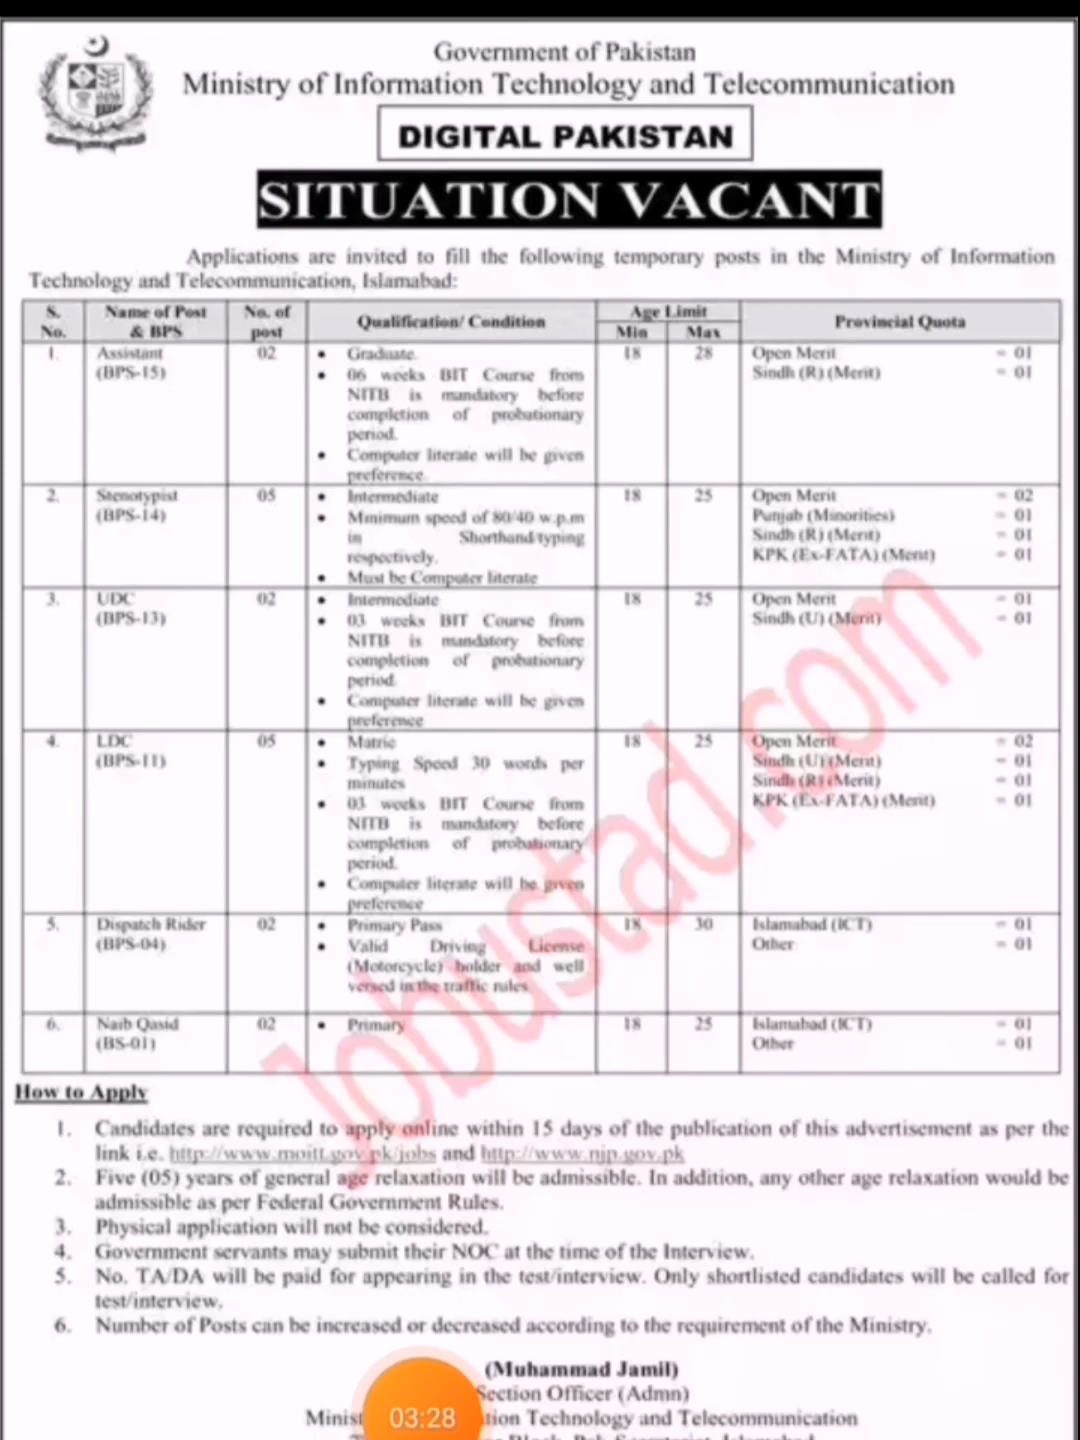 Government of Pakistan
Ministry of Information Technology and Telecommunication
DIGITAL PAKISTAN
SITUATION VACANT
Applications are invited to fill the following temporary posts in the Ministry of Information
Technology and Telecommunication, Islamabad:
S. No. Name of Post & BPS No. of post Qualification/ Condition Age Limit Min Max Provincial Quota
1. Assistant 02 • Graduate. 18 28 Open Merit = 01
(BPS-15) • 06 weeks BIT Course from Sindh (R) (Merit) = 01
NITB is mandatory before
completion of probationary
period.
• Computer literate will be given
preference.
2. Stenotypist 05 • Intermediate 18 25 Open Merit = 02
(BPS-14) • Minimum speed of 80/40 w.p.m Punjab (Minorities) = 01
in Shorthand/typing Sindh (R) (Merit) = 01
respectively. KPK (Ex-FATA) (Merit) = 01
• Must be Computer literate
3. UDC 02 • Intermediate 18 25 Open Merit = 01
(BPS-13) • 03 weeks BIT Course from Sindh (U) (Merit) = 01
NITB is mandatory before
completion of probationary
period.
• Computer literate will be given
preference
4. LDC 05 • Matric 18 25 Open Merit = 02
(BPS-11) • Typing Speed 30 words per Sindh (U) (Merit) = 01
minutes Sindh (R) (Merit) = 01
• 03 weeks BIT Course from KPK (Ex-FATA) (Merit) = 01
NITB is mandatory before
completion of probationary
period.
• Computer literate will be given
preference
5. Dispatch Rider 02 • Primary Pass 18 30 Islamabad (ICT) = 01
(BPS-04) • Valid Driving License Other = 01
(Motorcycle) holder and well
versed in the traffic rules.
6. Naib Qasid 02 • Primary 18 25 Islamabad (ICT) = 01
(BS-01) Other = 01
Jobustad.com
How to Apply
1. Candidates are required to apply online within 15 days of the publication of this advertisement as per the
link i.e. http://www.moitt.gov.pk/jobs and http://www.njp.gov.pk
2. Five (05) years of general age relaxation will be admissible. In addition, any other age relaxation would be
admissible as per Federal Government Rules.
3. Physical application will not be considered.
4. Government servants may submit their NOC at the time of the Interview.
5. No. TA/DA will be paid for appearing in the test/interview. Only shortlisted candidates will be called for
test/interview.
6. Number of Posts can be increased or decreased according to the requirement of the Ministry.
(Muhammad Jamil)
Section Officer (Admn)
Minist 03:28 tion Technology and Telecommunication